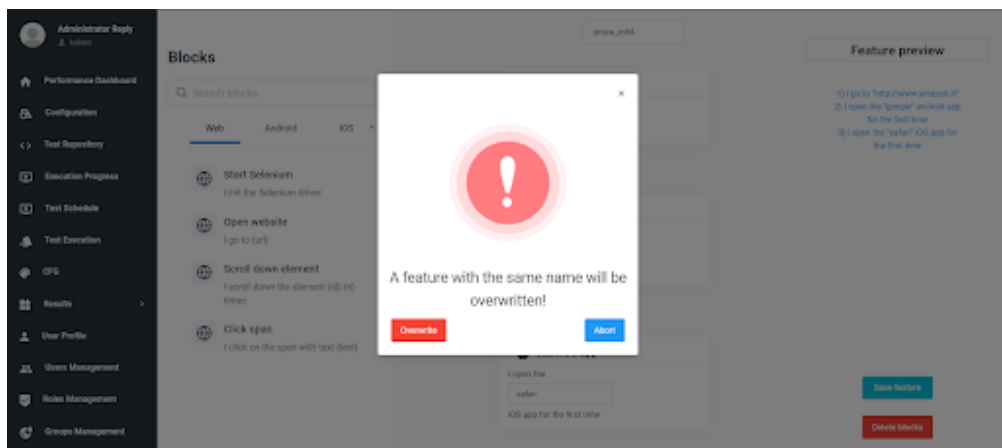 Administrator Reply
prova_init4
Blocks
Feature preview
Search blocks
Performance Dashboard
1) I go to "http://www.amazon.it"
2) I open the "google" android app
for the first time
3) I open the "safari" iOS app for
the first time
Configuration
Web Android iOS
Test Repository
Execution Progress
Start Selenium
I init the Selenium driver
Test Schedule
Open website
I go to {url}
Test Execution
Scroll down element
I scroll down the element {id} {n}
times
CFG
Results
Click span
I click on the span with text {text}
User Profile
Users Management
Roles Management
Groups Management
A feature with the same name will be
overwritten!
Overwrite
Abort
I open the
safari
iOS app for the first time
Save feature
Delete blocks